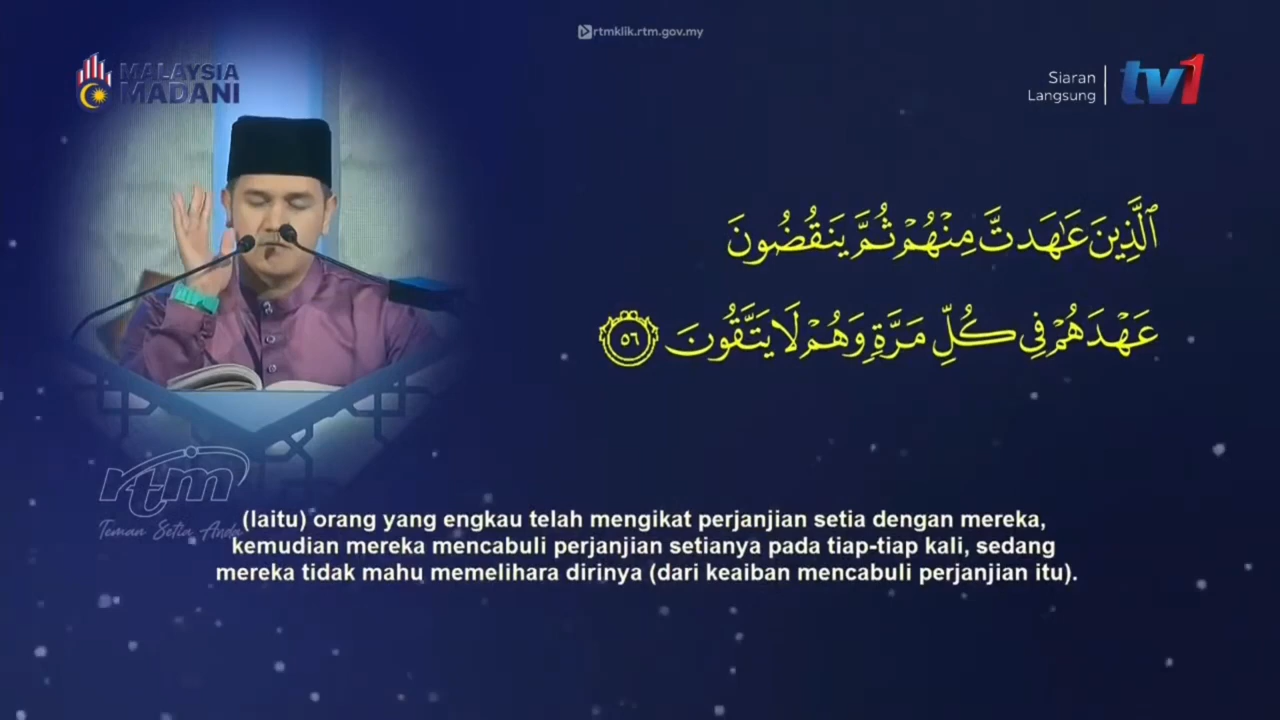 rtmklik.rtm.gov.my
MALAYSIA
MADANI
Siaran
Langsung
tv1
ٱلَّذِينَ عَٰهَدتَّ مِنْهُمْ ثُمَّ يَنقُضُونَ
عَهْدَهُمْ فِي كُلِّ مَرَّةٍ وَهُمْ لَا يَتَّقُونَ ٥٦
rtm
Teman Setia Anda
(Iaitu) orang yang engkau telah mengikat perjanjian setia dengan mereka,
kemudian mereka mencabuli perjanjian setianya pada tiap-tiap kali, sedang
mereka tidak mahu memelihara dirinya (dari keaiban mencabuli perjanjian itu).